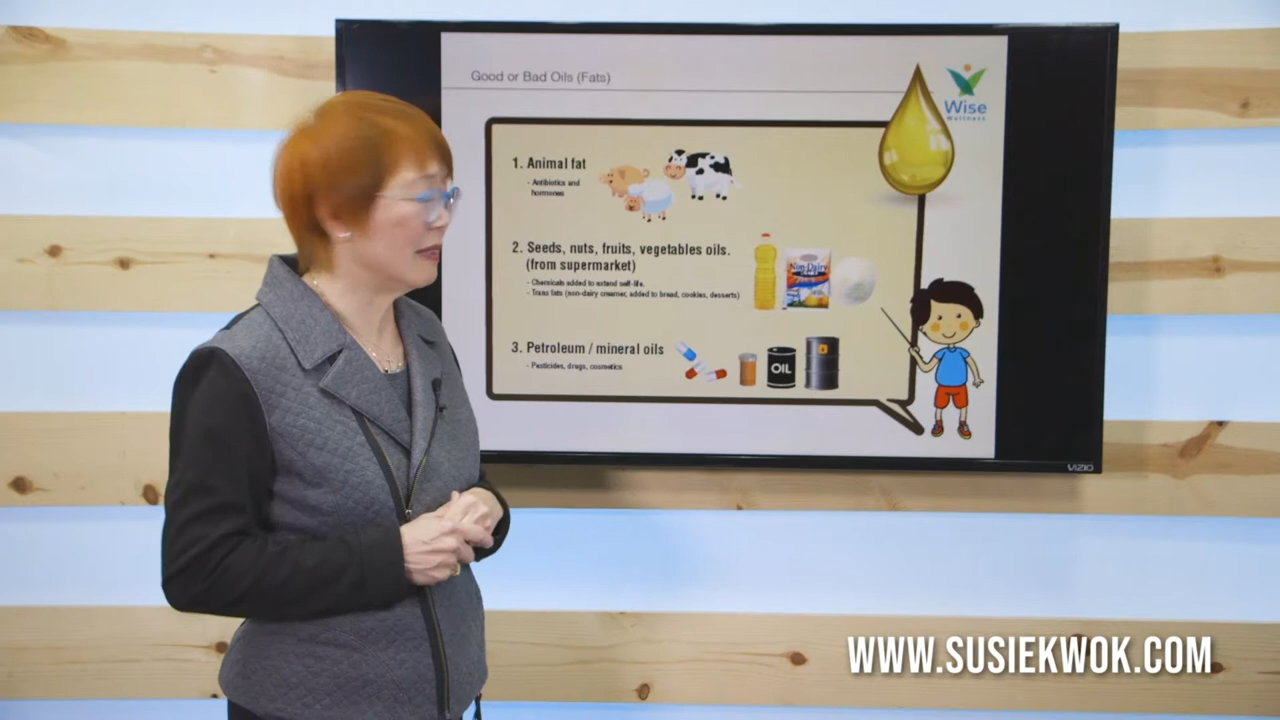 Good or Bad Oils (Fats)
Wise
Wellness
1. Animal fat
- Antibiotics and
hormones
2. Seeds, nuts, fruits, vegetables oils.
(from supermarket)
- Chemicals added to extend self-life.
- Trans fats (non-dairy creamer, added to bread, cookies, desserts)
Non-Dairy
3. Petroleum / mineral oils
- Pesticides, drugs, cosmetics
OIL
VIZIO
WWW.SUSIEKWOK.COM